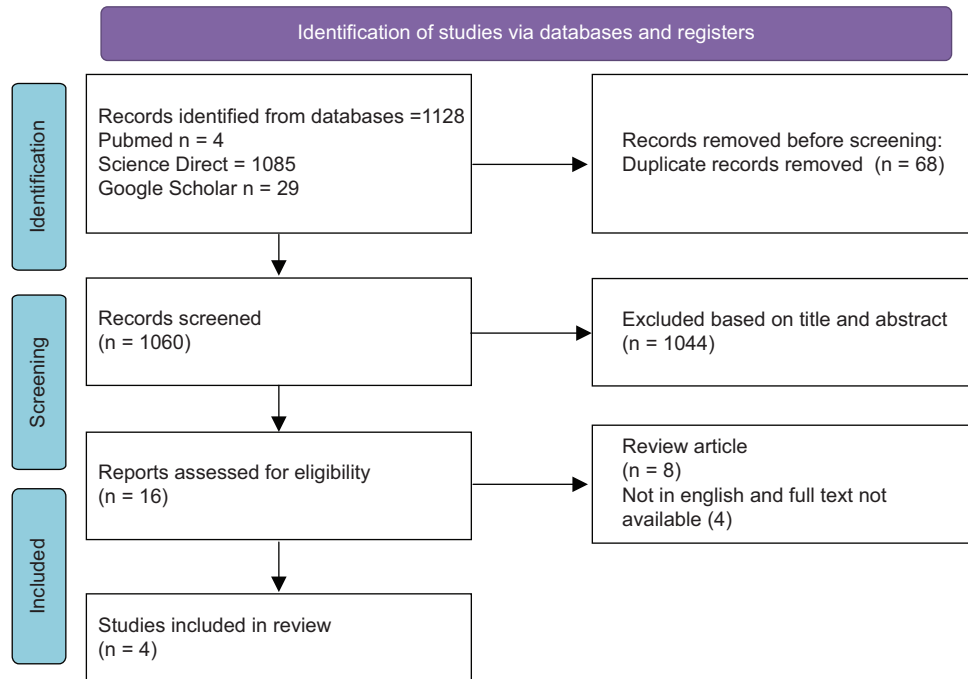 Identification of studies via databases and registers
Identification
Records identified from databases =1128
Pubmed n = 4
Science Direct = 1085
Google Scholar n = 29
Records removed before screening:
Duplicate records removed (n = 68)
Screening
Records screened
(n = 1060)
Excluded based on title and abstract
(n = 1044)
Reports assessed for eligibility
(n = 16)
Review article
(n = 8)
Not in english and full text not
available (4)
Included
Studies included in review
(n = 4)